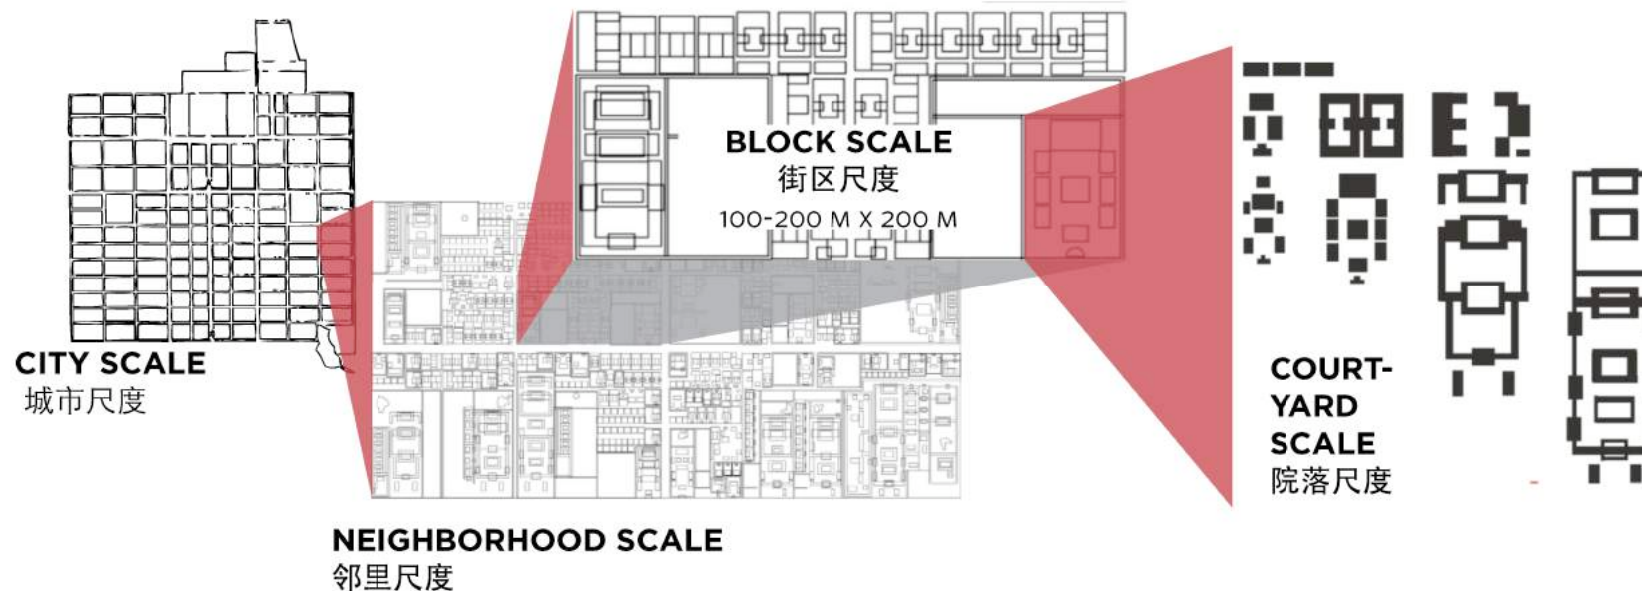 CITY SCALE
城市尺度
NEIGHBORHOOD SCALE
邻里尺度
BLOCK SCALE
街区尺度
100-200 M X 200 M
COURT-
YARD
SCALE
院落尺度